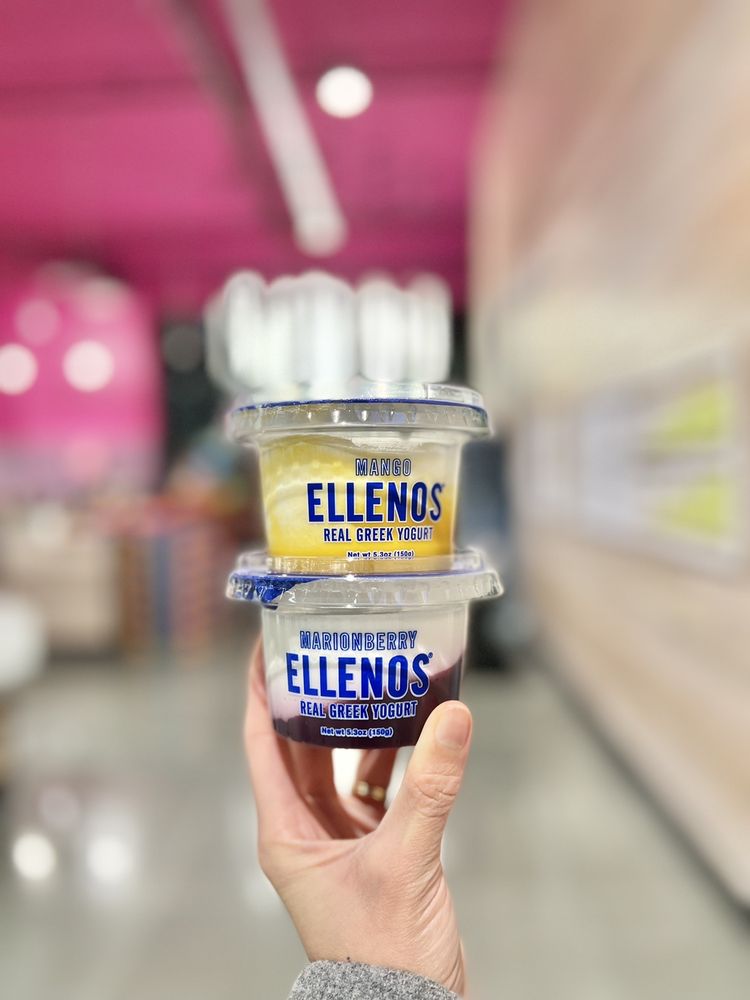 MANGO
ELLENOS®
REAL GREEK YOGURT
Net wt 5.3oz (150g)
MARIONBERRY
ELLENOS®
REAL GREEK YOGURT
Net wt 5.3oz (150g)